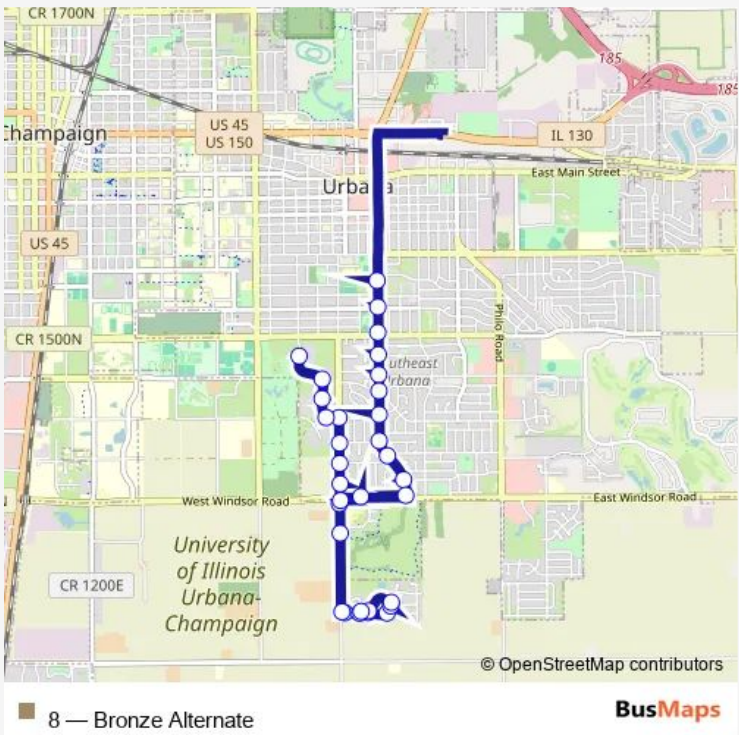 CR 1700N
185
185
Champaign
US 45
US 150
IL 130
East Main Street
Urbana
US 45
Philo Road
CR 1500N
Southeast
Urbana
West Windsor Road
East Windsor Road
University
of Illinois
Urbana-
Champaign
CR 1200E
© OpenStreetMap contributors
8 — Bronze Alternate
BusMaps